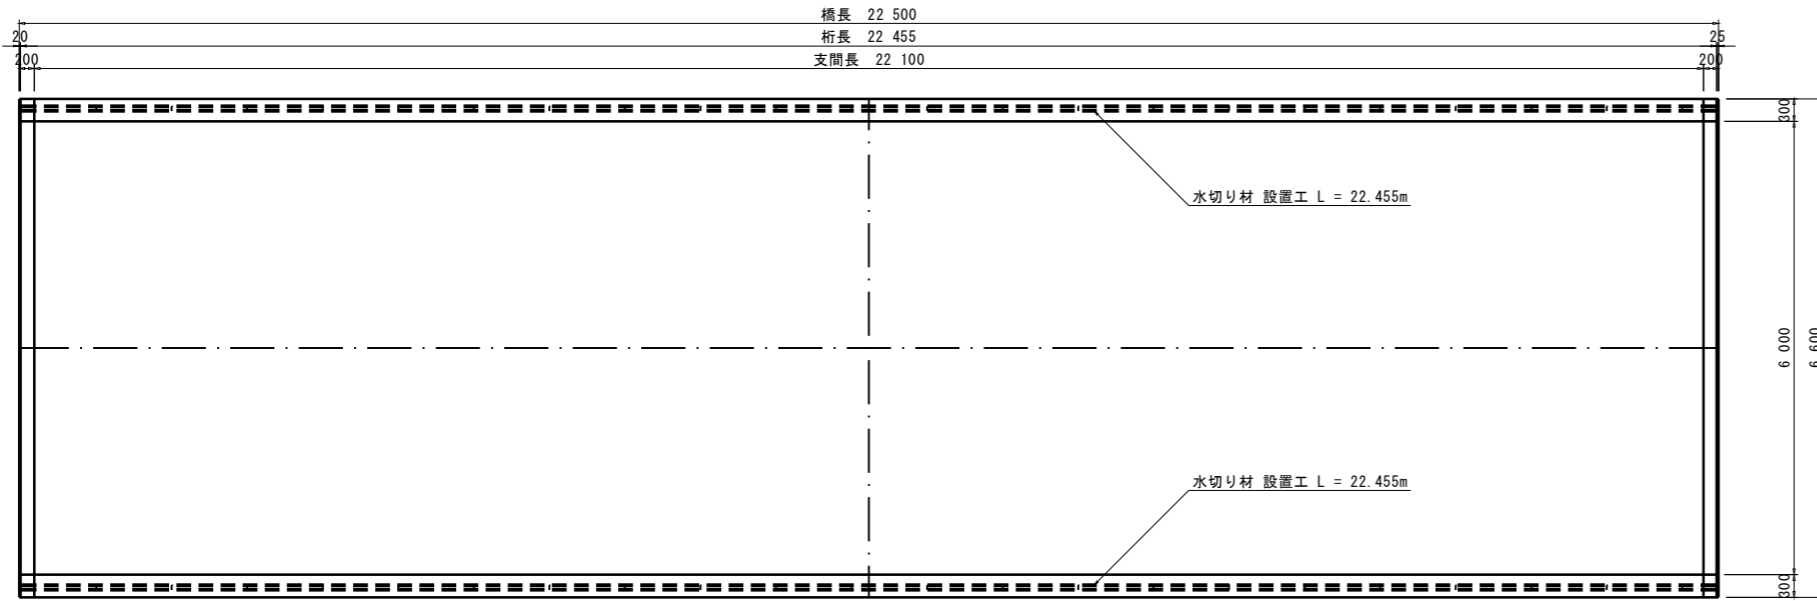 橋長 22 500
20 桁長 22 455 25
200 支間長 22 100 200
300
水切り材 設置工 L = 22.455m
6 000
6 600
水切り材 設置工 L = 22.455m
300